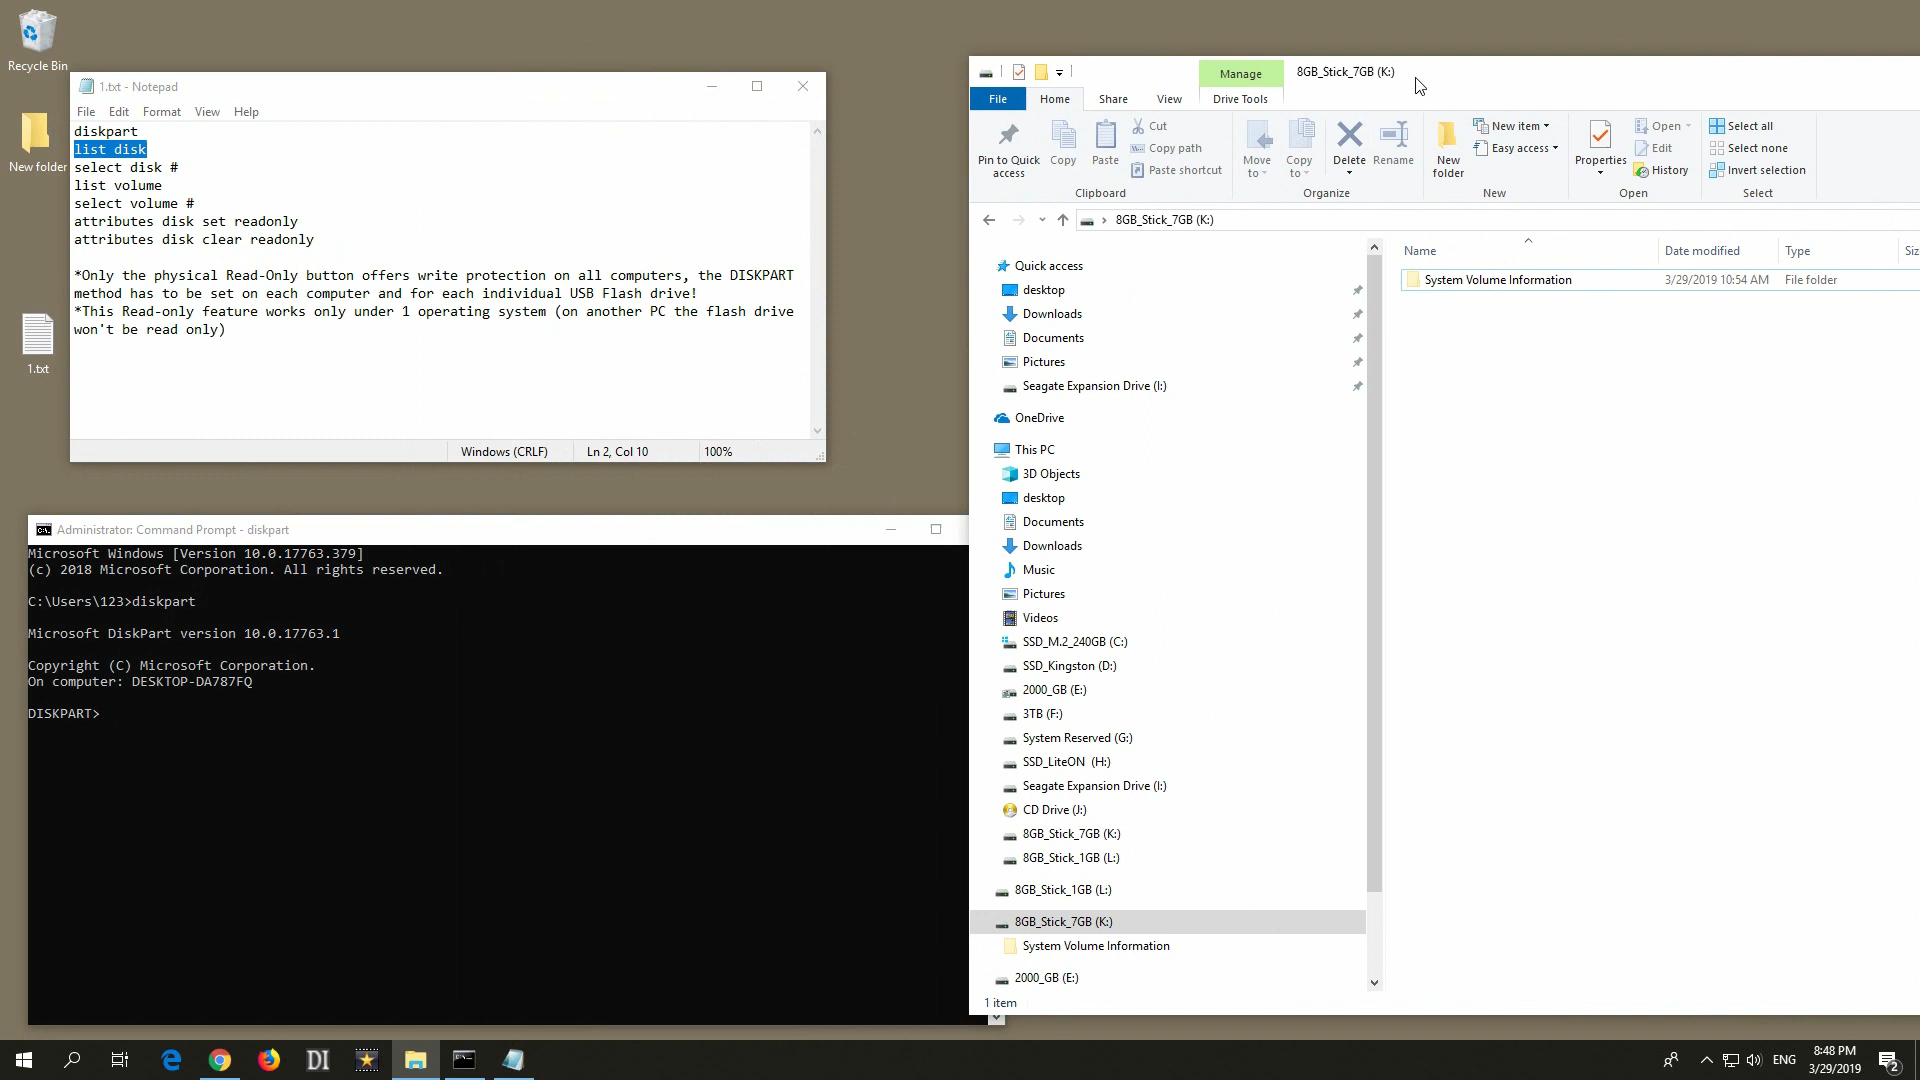 Recycle Bin
New folder
1.txt
1.txt - Notepad
File Edit Format View Help
diskpart
list disk
select disk #
list volume
select volume #
attributes disk set readonly
attributes disk clear readonly
*Only the physical Read-Only button offers write protection on all computers, the DISKPART
method has to be set on each computer and for each individual USB Flash drive!
*This Read-only feature works only under 1 operating system (on another PC the flash drive
won't be read only)
Windows (CRLF) Ln 2, Col 10 100%
Administrator: Command Prompt - diskpart
Microsoft Windows [Version 10.0.17763.379]
(c) 2018 Microsoft Corporation. All rights reserved.
C:\Users\123>diskpart
Microsoft DiskPart version 10.0.17763.1
Copyright (C) Microsoft Corporation.
On computer: DESKTOP-DA787FQ
DISKPART>
Manage 8GB_Stick_7GB (K:)
File Home Share View Drive Tools
Pin to Quick access
Copy
Paste
Cut
Copy path
Paste shortcut
Clipboard
Move to
Copy to
Delete
Rename
Organize
New folder
New item
Easy access
New
Properties
Open
Edit
History
Open
Select all
Select none
Invert selection
Select
8GB_Stick_7GB (K:)
Quick access
desktop
Downloads
Documents
Pictures
Seagate Expansion Drive (I:)
OneDrive
This PC
3D Objects
desktop
Documents
Downloads
Music
Pictures
Videos
SSD_M.2_240GB (C:)
SSD_Kingston (D:)
2000_GB (E:)
3TB (F:)
System Reserved (G:)
SSD_LiteON (H:)
Seagate Expansion Drive (I:)
CD Drive (J:)
8GB_Stick_7GB (K:)
8GB_Stick_1GB (L:)
8GB_Stick_1GB (L:)
8GB_Stick_7GB (K:)
System Volume Information
2000_GB (E:)
1 item
Name Date modified Type Siz
System Volume Information 3/29/2019 10:54 AM File folder
DI
ENG
8:48 PM
3/29/2019
2